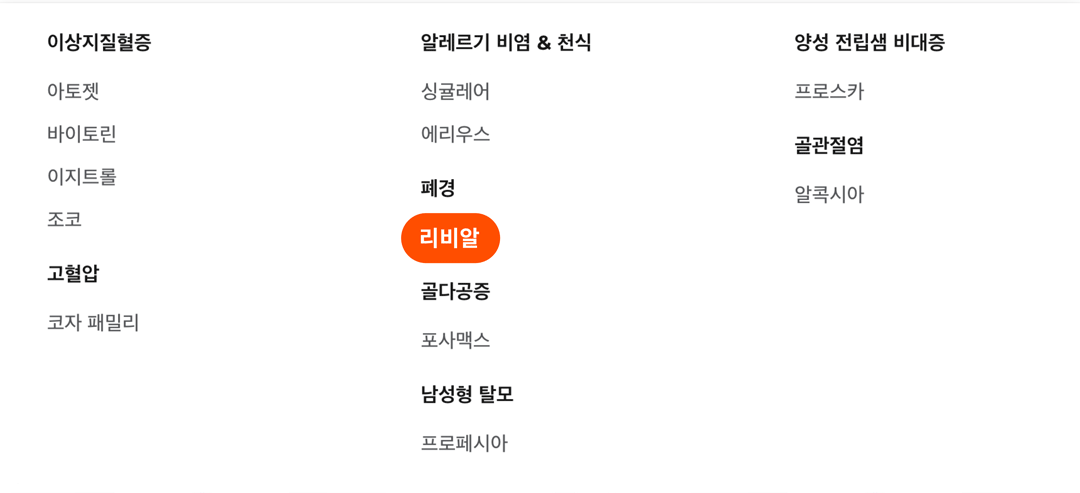 이상지질혈증
아토젯
바이토린
이지트롤
조코
고혈압
코자 패밀리
알레르기 비염 & 천식
싱귤레어
에리우스
폐경
리비알
골다공증
포사맥스
남성형 탈모
프로페시아
양성 전립샘 비대증
프로스카
골관절염
알콕시아